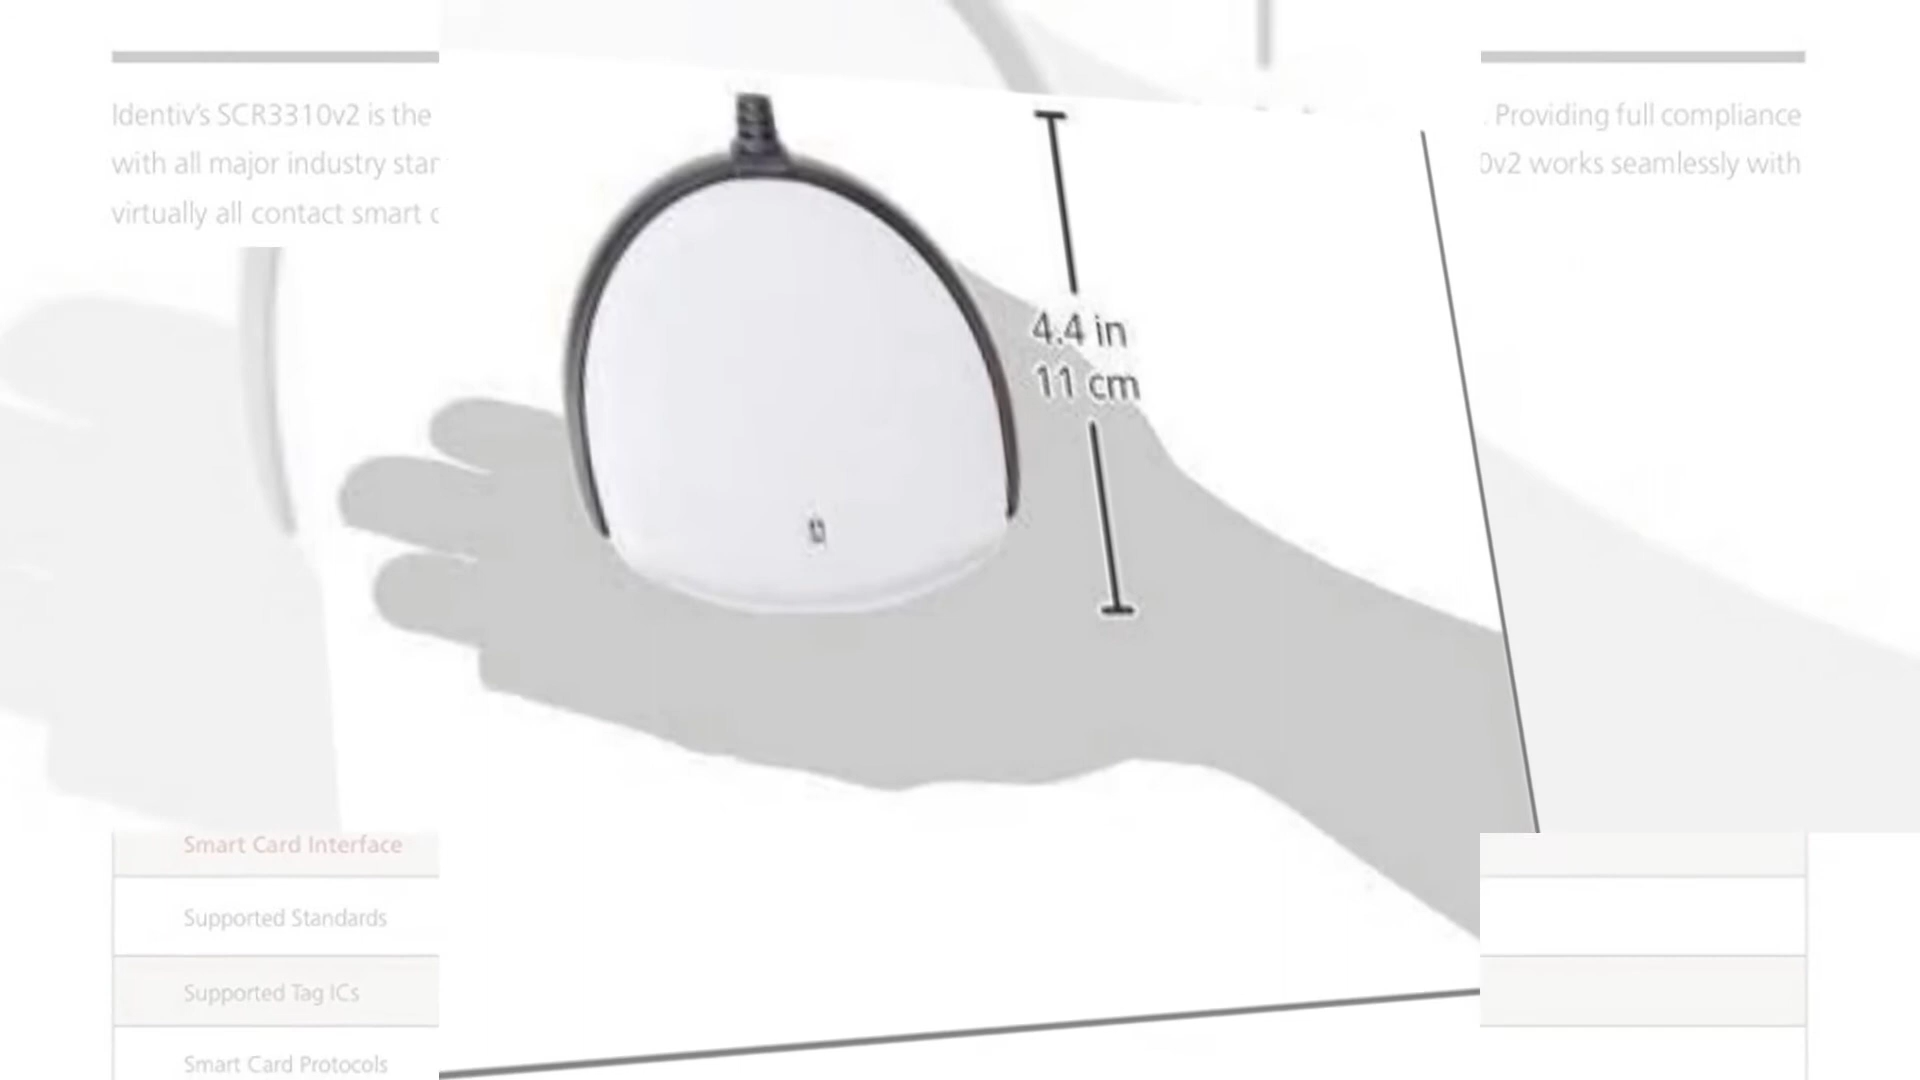 Identiv's SCR3310v2 is the
. Providing full compliance
with all major industry
0v2 works seamlessly with
virtually all contact smart
4.4 in
11 cm
Smart Card Interface
Supported Standards
Supported Tag ICs
Smart Card Protocols